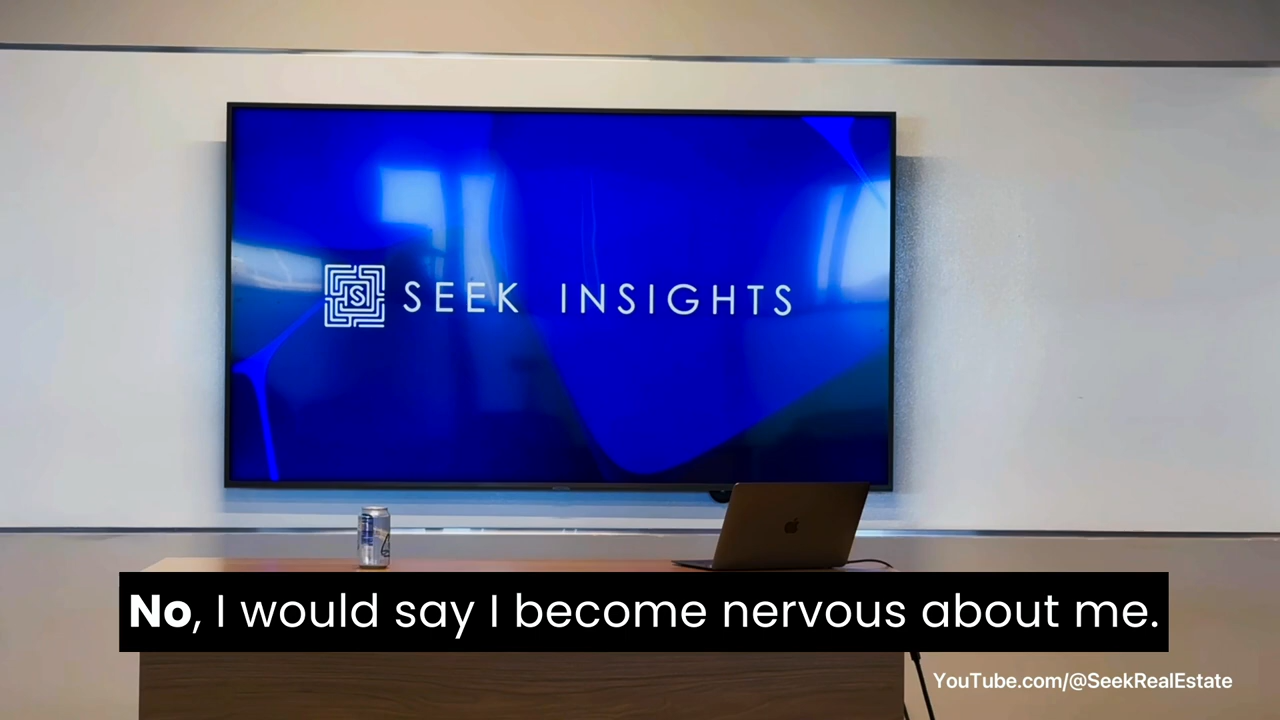 SEEK INSIGHTS
No, I would say I become nervous about me.
YouTube.com/@SeekRealEstate